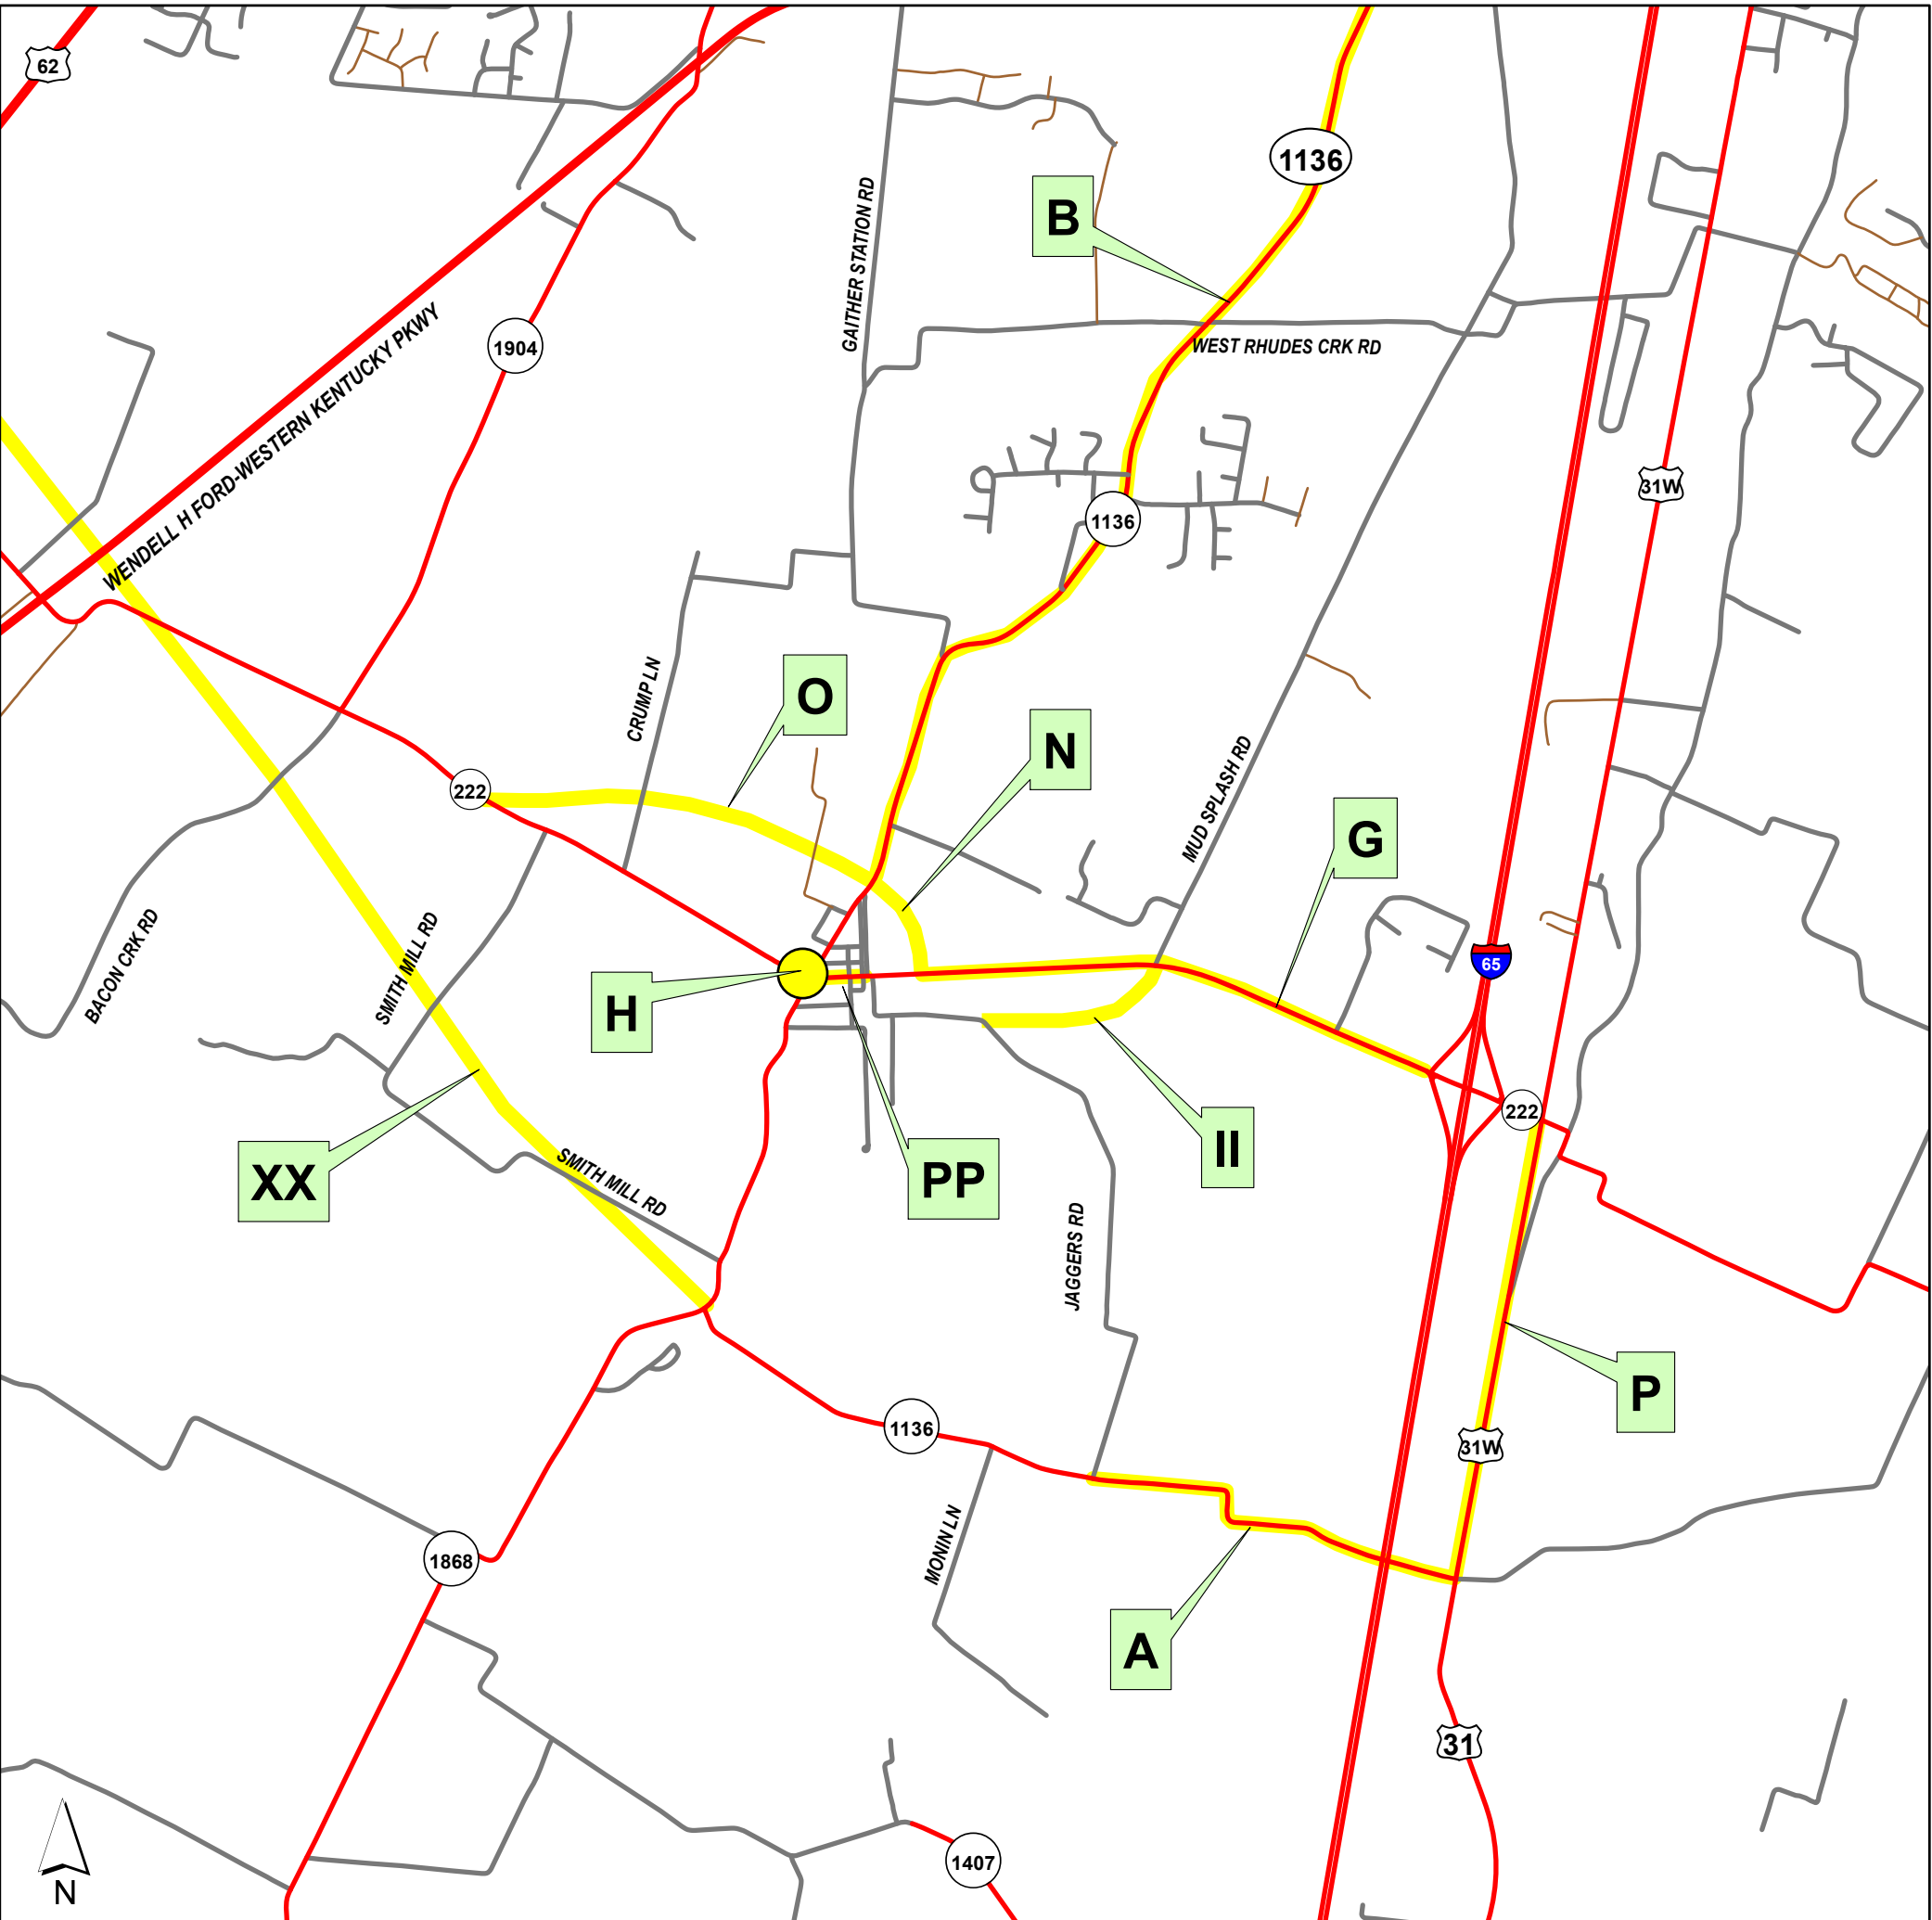 62
1136
B
GAITHER STATION RD
1904
WENDELL H FORD-WESTERN KENTUCKY PKWY
WEST RHUDES CRK RD
31W
1136
O
CRUMP LN
N
MUD SPLASH RD
222
G
BACON CRK RD
SMITH MILL RD
65
H
222
II
XX
SMITH MILL RD
PP
JAGGERS RD
P
1136
31W
MONIN LN
1868
A
31
1407
N